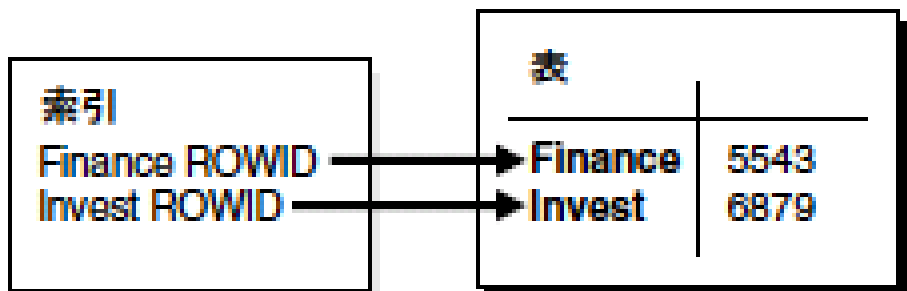 索引
Finance ROWID
Invest ROWID
表
Finance 5543
Invest 6879